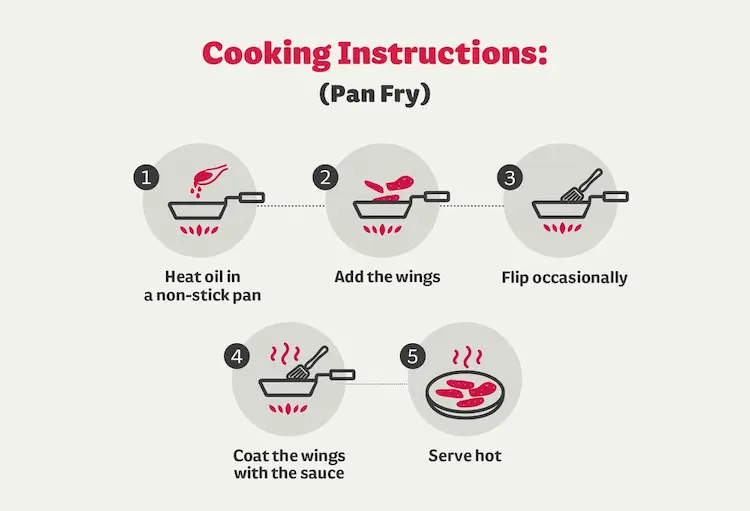 Cooking Instructions:
(Pan Fry)
1
Heat oil in
a non-stick pan
2
Add the wings
3
Flip occasionally
4
Coat the wings
with the sauce
5
Serve hot